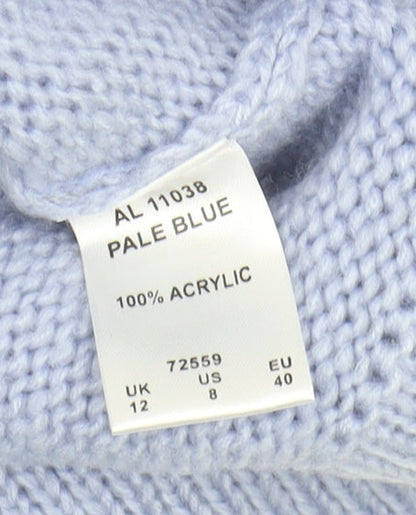 AL 11038
PALE BLUE
100% ACRYLIC
72559
UK US EU
12 8 40